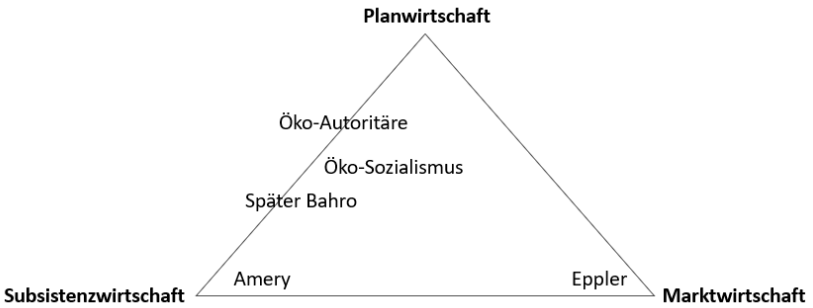 Planwirtschaft
Öko-Autoritäre
Öko-Sozialismus
Später Bahro
Amery
Eppler
Subsistenzwirtschaft
Marktwirtschaft